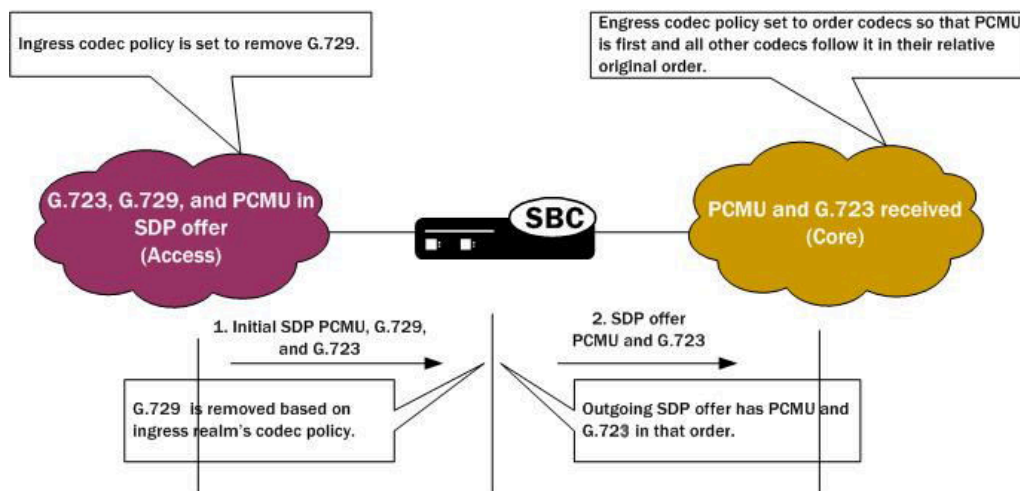 Ingress codec policy is set to remove G.729.
Engress codec policy set to order codecs so that PCMU
is first and all other codecs follow it in their relative
original order.
G.723, G.729, and PCMU in
SDP offer
(Access)
SBC
PCMU and G.723 received
(Core)
1. Initial SDP PCMU, G.729,
and G.723
2. SDP offer
PCMU and G.723
G.729 is removed based on
ingress realm's codec policy.
Outgoing SDP offer has PCMU and
G.723 in that order.